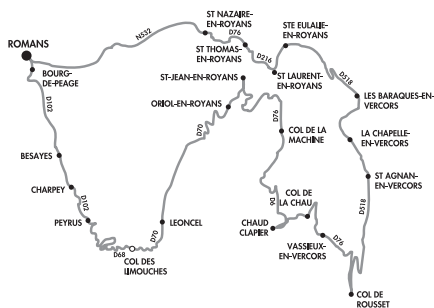 ST NAZAIRE-
EN-ROYANS
D76
STE EULALIE-
EN-ROYANS
N532
ROMANS
ST THOMAS-
EN-ROYANS
D216
BOURG-
DE-PEAGE
ST-JEAN-EN-ROYANS
ST LAURENT-
EN-ROYANS
D518
LES BARAQUES-EN-
VERCORS
D102
ORIOL-EN-ROYANS
D76
D70
COL DE LA
MACHINE
LA CHAPELLE-
EN-VERCORS
BESAYES
ST AGNAN-
EN-VERCORS
CHARPEY
D6
COL DE
LA CHAU
D102
D518
PEYRUS
LEONCEL
CHAUD
CLAPIER
D70
D68
COL DES
LIMOUCHES
VASSIEUX-
EN-VERCORS
D76
COL DE
ROUSSET